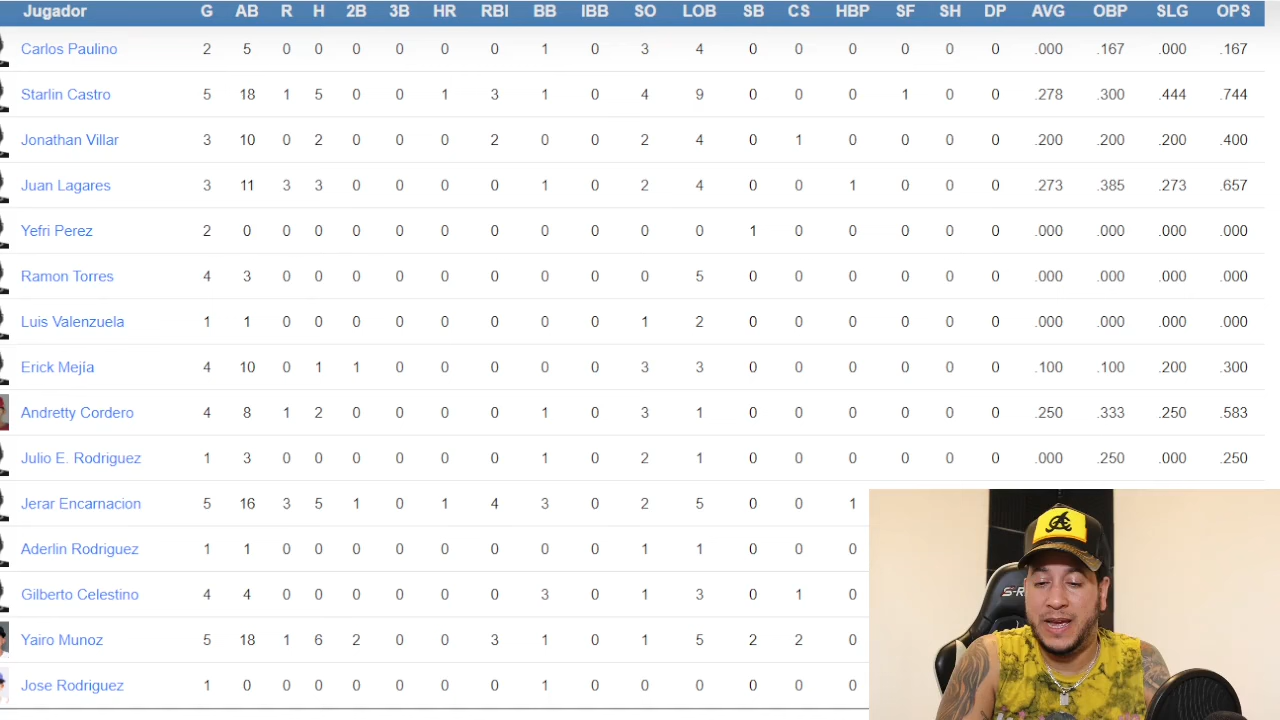 Jugador G AB R H 2B 3B HR RBI BB IBB SO LOB SB CS HBP SF SH DP AVG OBP SLG OPS
Carlos Paulino 2 5 0 0 0 0 0 0 1 0 3 4 0 0 0 0 0 0 .000 .167 .000 .167
Starlin Castro 5 18 1 5 0 0 1 3 1 0 4 9 0 0 0 1 0 0 .278 .300 .444 .744
Jonathan Villar 3 10 0 2 0 0 0 2 0 0 2 4 0 1 0 0 0 0 .200 .200 .200 .400
Juan Lagares 3 11 3 3 0 0 0 0 1 0 2 4 0 0 1 0 0 0 .273 .385 .273 .657
Yefri Perez 2 0 0 0 0 0 0 0 0 0 0 0 1 0 0 0 0 0 .000 .000 .000 .000
Ramon Torres 4 3 0 0 0 0 0 0 0 0 0 5 0 0 0 0 0 0 .000 .000 .000 .000
Luis Valenzuela 1 1 0 0 0 0 0 0 0 0 1 2 0 0 0 0 0 0 .000 .000 .000 .000
Erick Mejía 4 10 0 1 1 0 0 0 0 0 3 3 0 0 0 0 0 0 .100 .100 .200 .300
Andretty Cordero 4 8 1 2 0 0 0 0 1 0 3 1 0 0 0 0 0 0 .250 .333 .250 .583
Julio E. Rodriguez 1 3 0 0 0 0 0 0 1 0 2 1 0 0 0 0 0 0 .000 .250 .000 .250
Jerar Encarnacion 5 16 3 5 1 0 1 4 3 0 2 5 0 0 1
Aderlin Rodriguez 1 1 0 0 0 0 0 0 0 0 1 1 0 0 0
Gilberto Celestino 4 4 0 0 0 0 0 0 3 0 1 3 0 1 0
Yairo Munoz 5 18 1 6 2 0 0 3 1 0 1 5 2 2 0
Jose Rodriguez 1 0 0 0 0 0 0 0 1 0 0 0 0 0 0